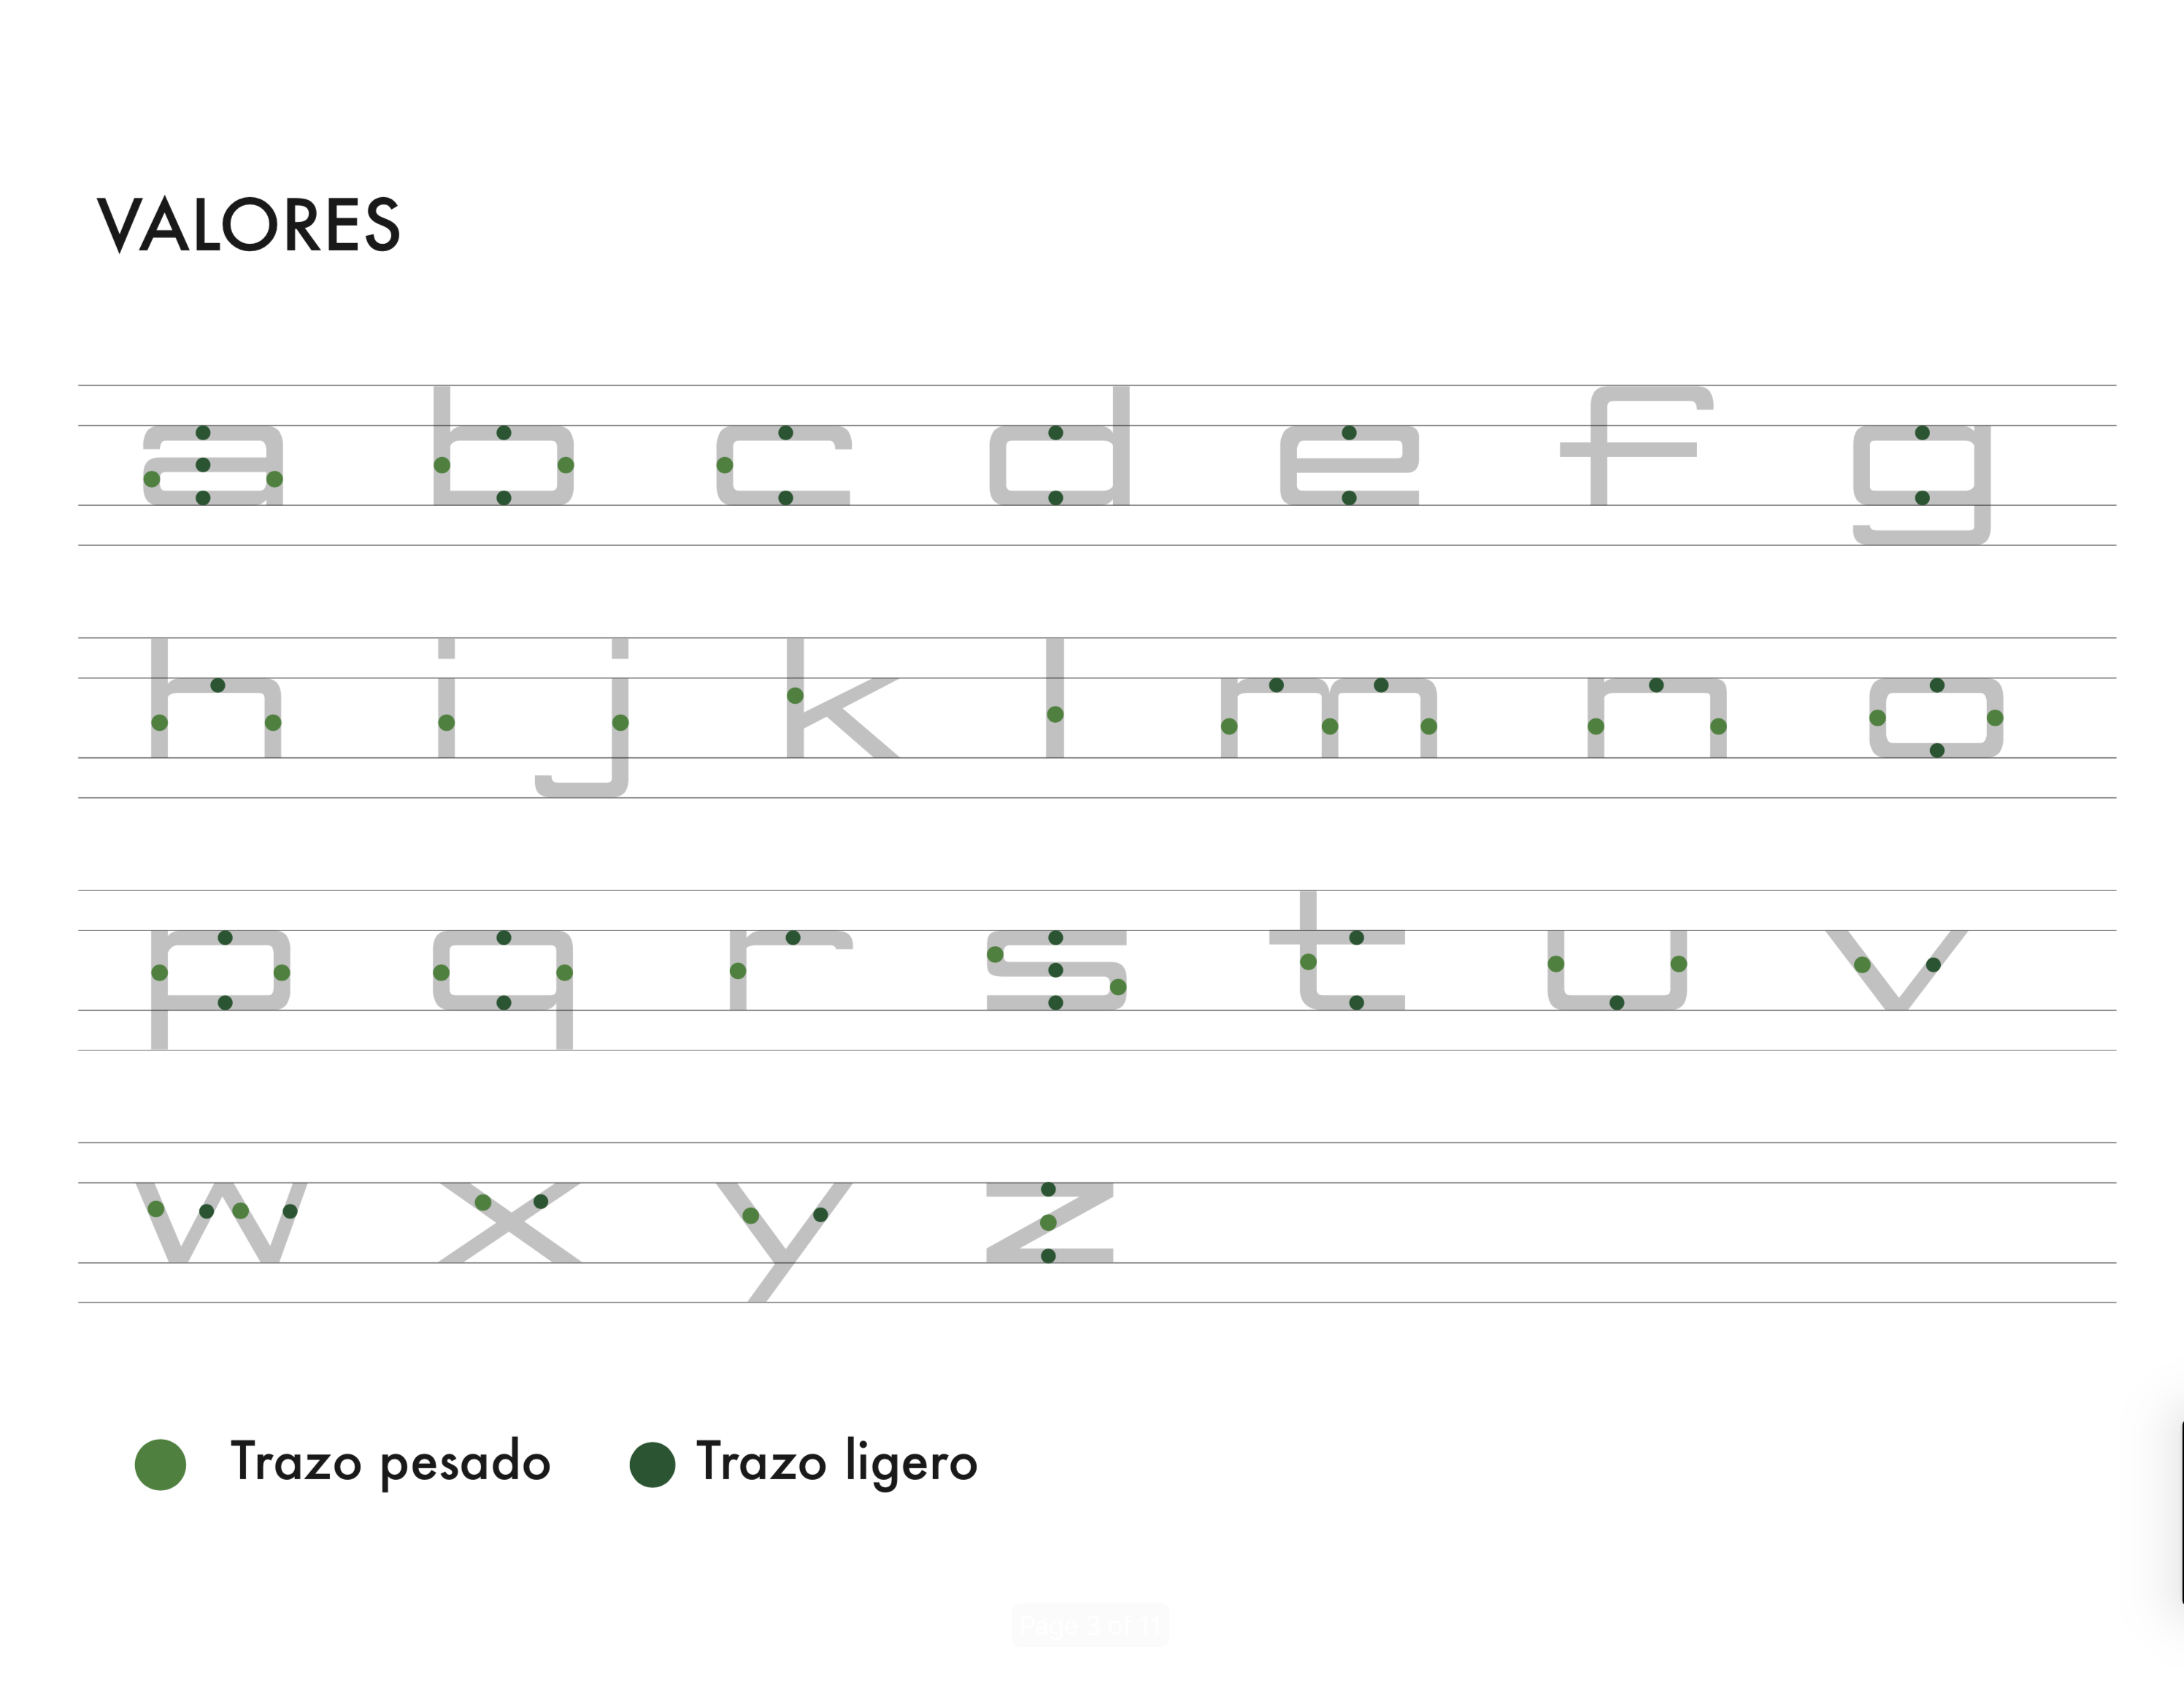 VALORES
a b c d e f g
h i j k l m n o
p q r s t u v
w x y z
Trazo pesado Trazo ligero
Page 3 of 11